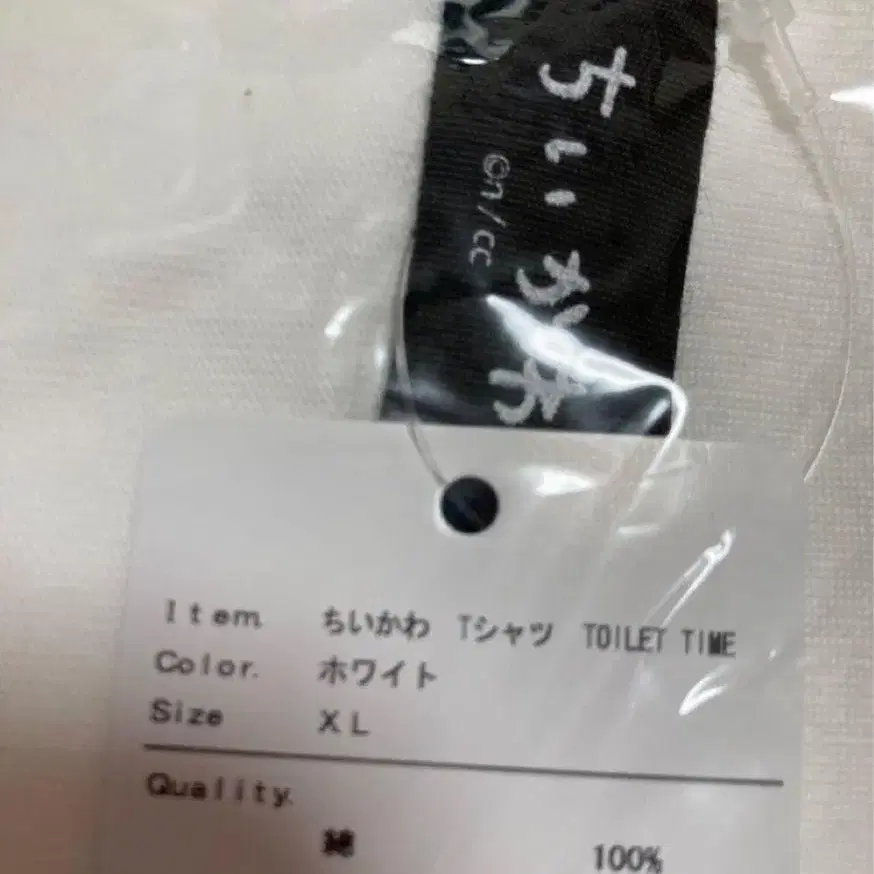 ちいかわ
©n/cc
Item ちいかわ Tシャツ TOILET TIME
Color. ホワイト
Size XL
Quality.
綿 100%